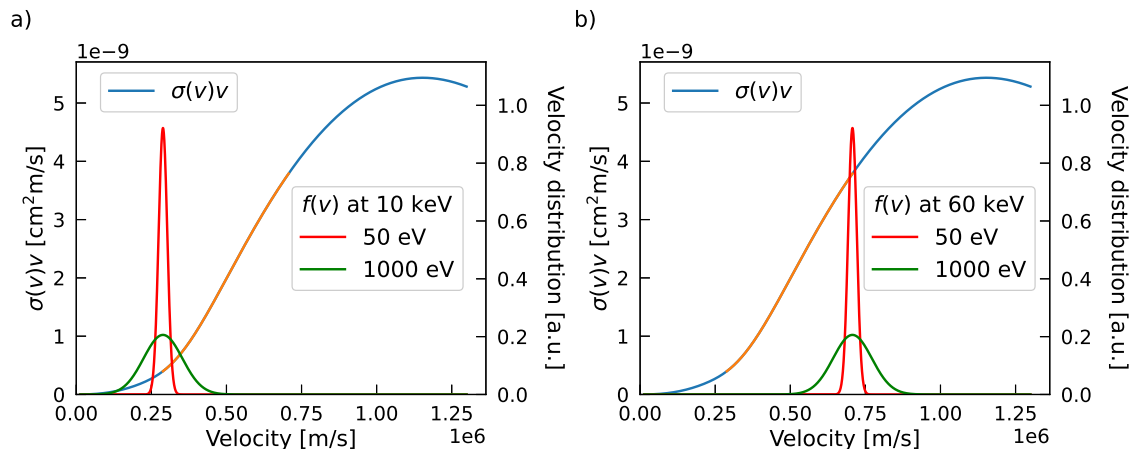 a)
1e−9
σ(v)v
5
4
3
2
1
0
σ(v)v [cm²m/s]
1.0
0.8
0.6
0.4
0.2
0.0
Velocity distribution [a.u.]
f(v) at 10 keV
50 eV
1000 eV
0.00 0.25 0.50 0.75 1.00 1.25
1e6
Velocity [m/s]
b)
1e−9
σ(v)v
5
4
3
2
1
0
σ(v)v [cm²m/s]
1.0
0.8
0.6
0.4
0.2
0.0
Velocity distribution [a.u.]
f(v) at 60 keV
50 eV
1000 eV
0.00 0.25 0.50 0.75 1.00 1.25
1e6
Velocity [m/s]